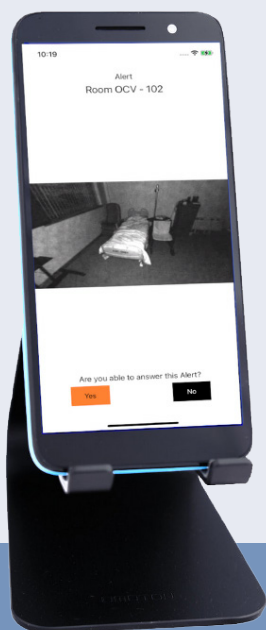 10:19
Alert
Room OCV - 102
Are you able to answer this Alert?
Yes
No